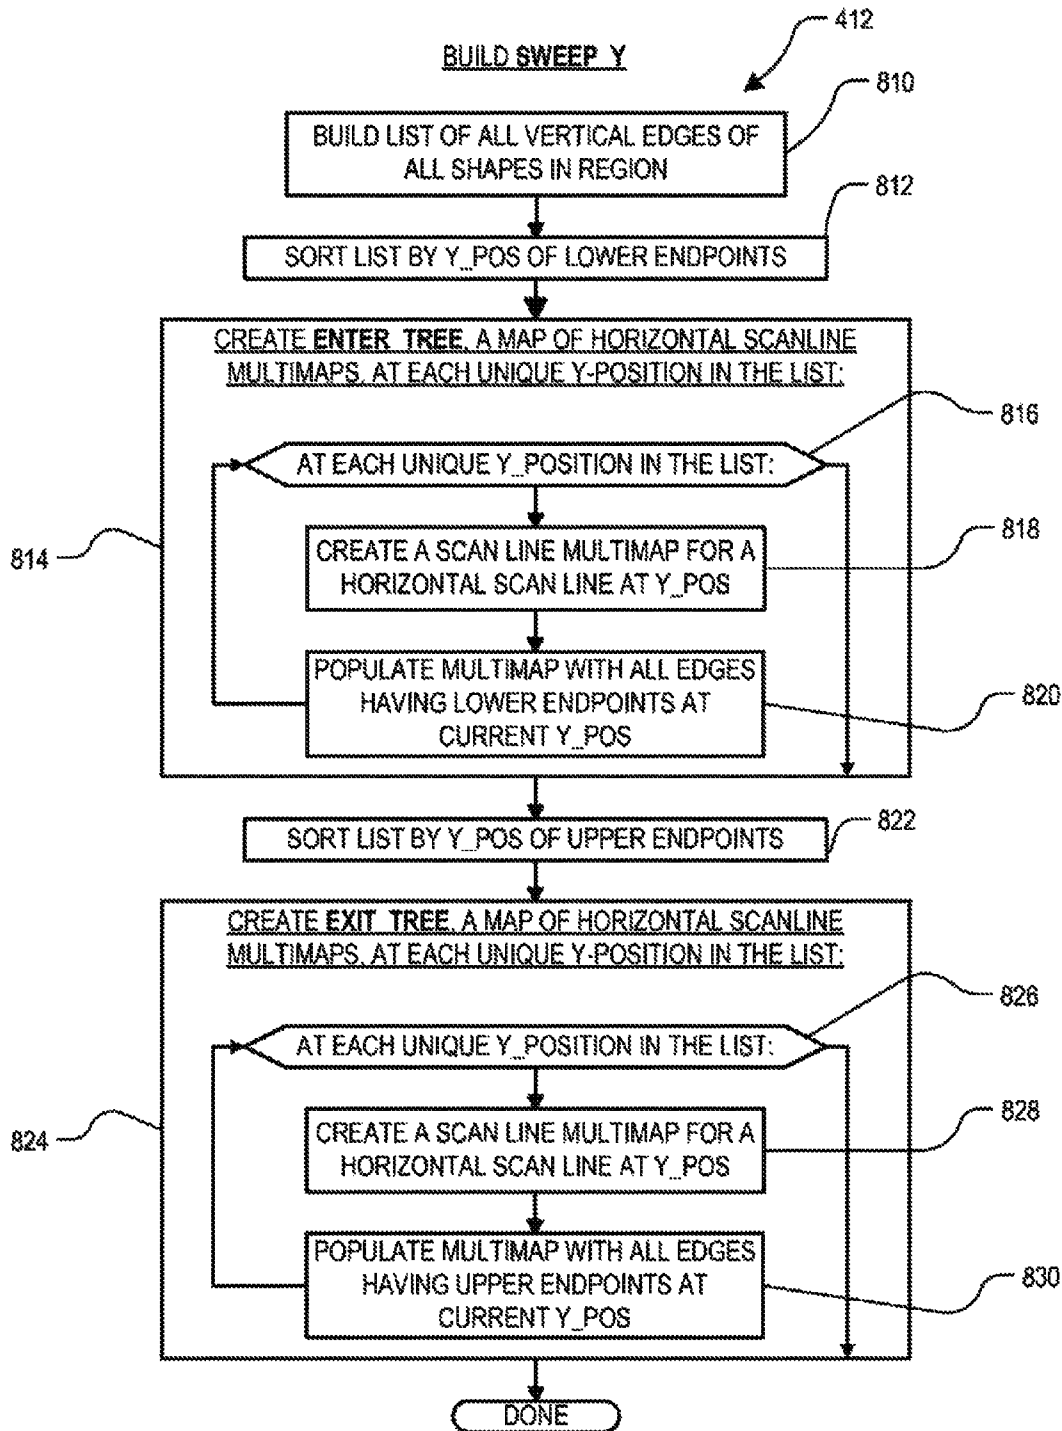 412
BUILD SWEEP_Y
810
BUILD LIST OF ALL VERTICAL EDGES OF
ALL SHAPES IN REGION
812
SORT LIST BY Y_POS OF LOWER ENDPOINTS
CREATE ENTER_TREE, A MAP OF HORIZONTAL SCANLINE
MULTIMAPS, AT EACH UNIQUE Y-POSITION IN THE LIST:
816
AT EACH UNIQUE Y_POSITION IN THE LIST:
818
814
CREATE A SCAN LINE MULTIMAP FOR A
HORIZONTAL SCAN LINE AT Y_POS
POPULATE MULTIMAP WITH ALL EDGES
HAVING LOWER ENDPOINTS AT
CURRENT Y_POS
820
822
SORT LIST BY Y_POS OF UPPER ENDPOINTS
CREATE EXIT_TREE, A MAP OF HORIZONTAL SCANLINE
MULTIMAPS, AT EACH UNIQUE Y-POSITION IN THE LIST:
826
AT EACH UNIQUE Y_POSITION IN THE LIST:
828
824
CREATE A SCAN LINE MULTIMAP FOR A
HORIZONTAL SCAN LINE AT Y_POS
POPULATE MULTIMAP WITH ALL EDGES
HAVING UPPER ENDPOINTS AT
CURRENT Y_POS
830
DONE